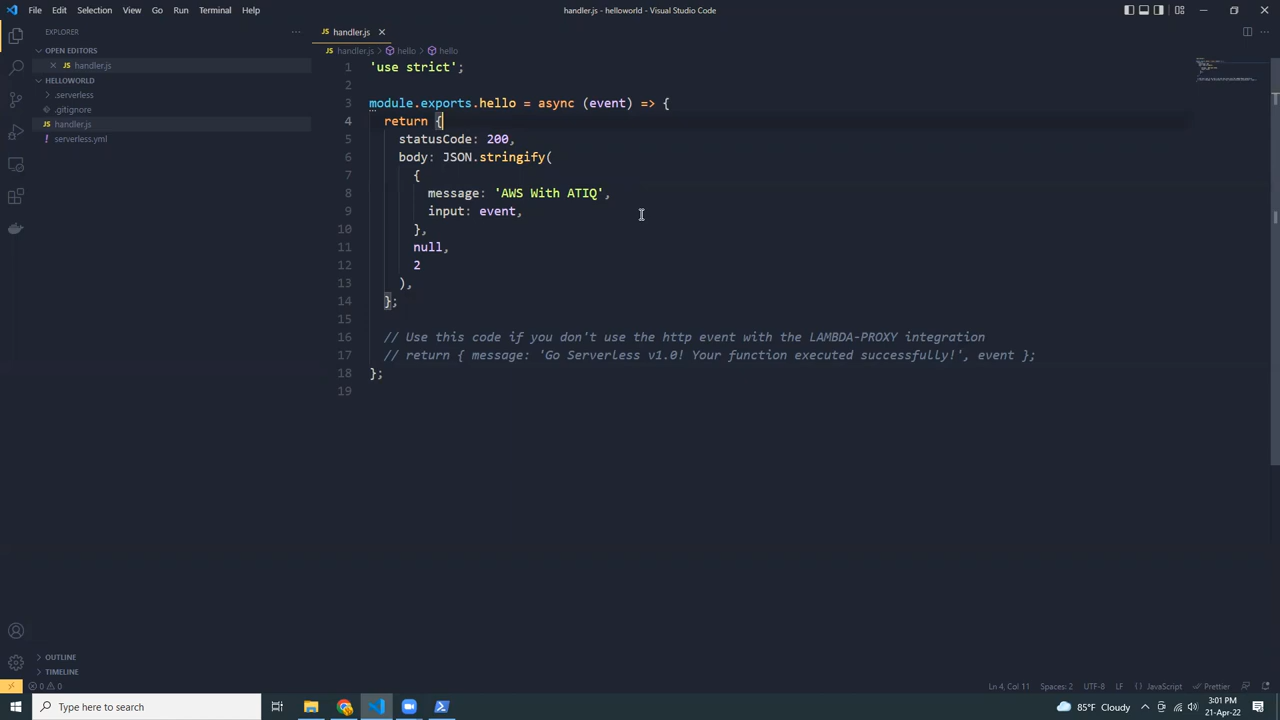 File Edit Selection View Go Run Terminal Help
handler.js - helloworld - Visual Studio Code
EXPLORER
OPEN EDITORS
JS handler.js
HELLOWORLD
.serverless
.gitignore
JS handler.js
! serverless.yml
OUTLINE
TIMELINE
JS handler.js
JS handler.js > hello > hello
1 'use strict';
2
3 module.exports.hello = async (event) => {
4 return {
5 statusCode: 200,
6 body: JSON.stringify(
7 {
8 message: 'AWS With ATIQ',
9 input: event,
10 },
11 null,
12 2
13 ),
14 };
15
16 // Use this code if you don't use the http event with the LAMBDA-PROXY integration
17 // return { message: 'Go Serverless v1.0! Your function executed successfully!', event };
18 };
19
0 0 Ln 4, Col 11 Spaces: 2 UTF-8 LF { } JavaScript Prettier
Type here to search
85°F Cloudy
3:01 PM
21-Apr-22